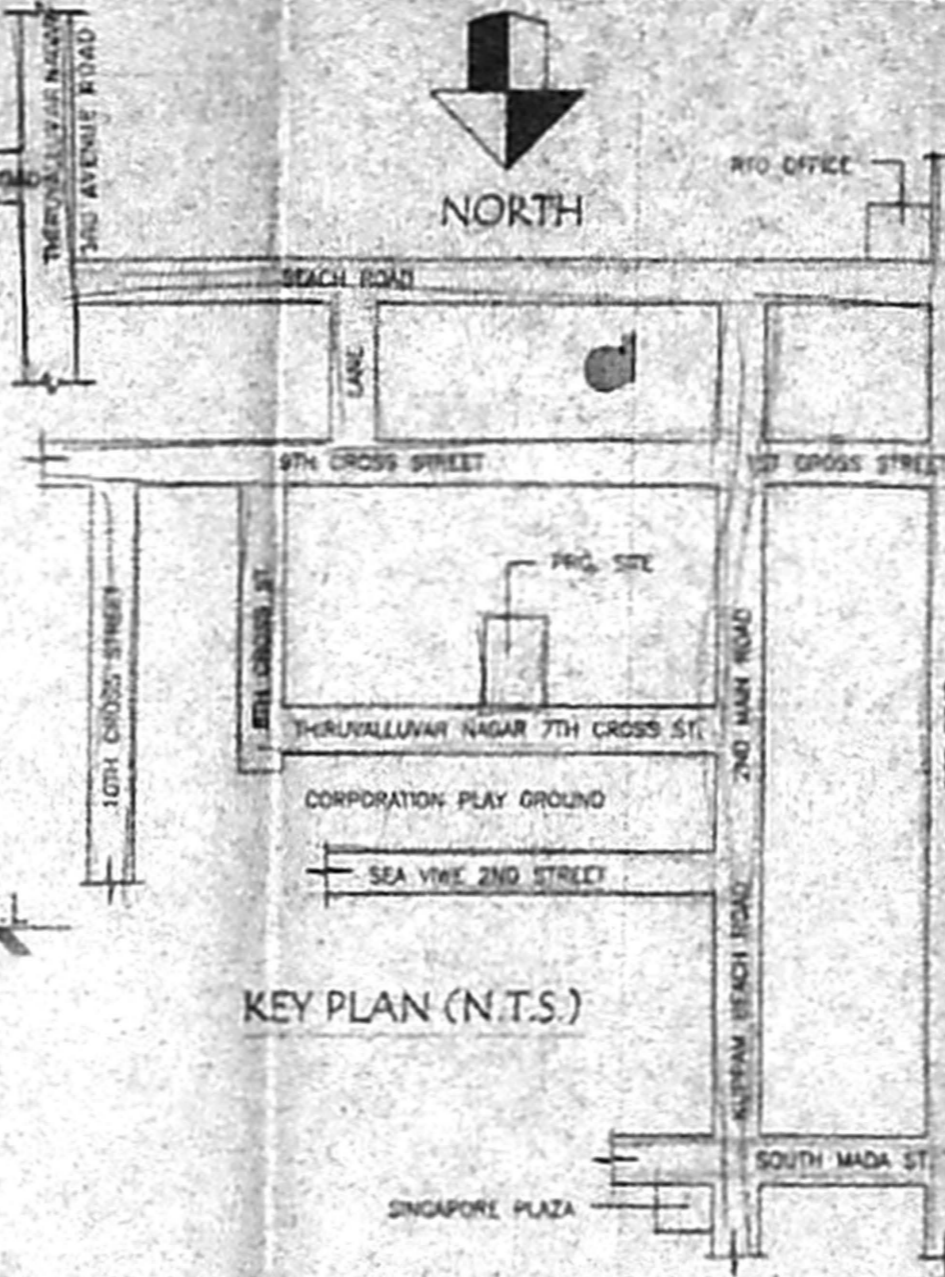 THIRUVALLUVAR NAGAR
3RD AVENUE ROAD
NORTH
RTO OFFICE
BEACH ROAD
LANE
9TH CROSS STREET
1ST CROSS STREET
PRO. SITE
8TH CROSS ST.
10TH CROSS STREET
THIRUVALLUVAR NAGAR 7TH CROSS ST.
2ND MAIN ROAD
CORPORATION PLAY GROUND
SEA VIWE 2ND STREET
KUPPAM BEACH ROAD
KEY PLAN (N.T.S.)
SOUTH MADA ST
SINGAPORE PLAZA